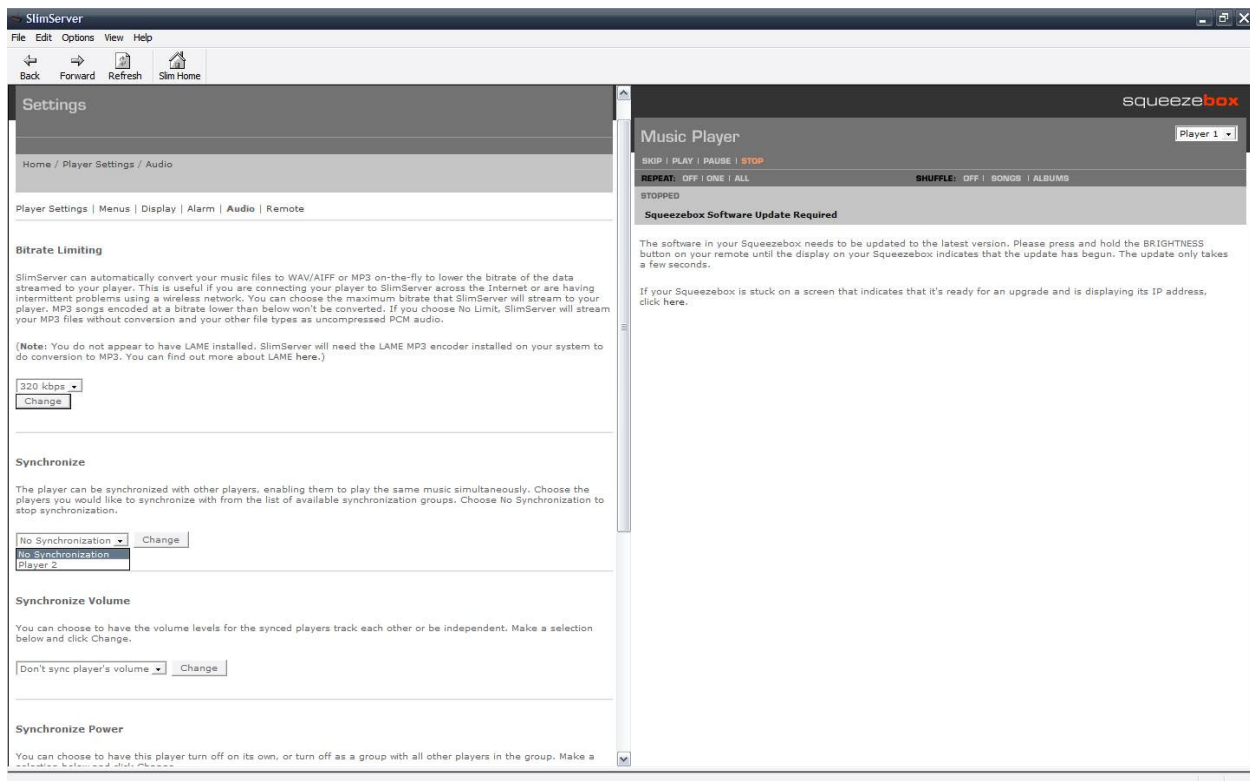 SlimServer
File Edit Options View Help
Back Forward Refresh Slim Home
Settings
Home / Player Settings / Audio
Player Settings | Menus | Display | Alarm | Audio | Remote
Bitrate Limiting
SlimServer can automatically convert your music files to WAV/AIFF or MP3 on-the-fly to lower the bitrate of the data
streamed to your player. This is useful if you are connecting your player to SlimServer across the Internet or are having
intermittent problems using a wireless network. You can choose the maximum bitrate that SlimServer will stream to your
player. MP3 songs encoded at a bitrate lower than below won't be converted. If you choose No Limit, SlimServer will stream
your MP3 files without conversion and your other file types as uncompressed PCM audio.
(Note: You do not appear to have LAME installed. SlimServer will need the LAME MP3 encoder installed on your system to
do conversion to MP3. You can find out more about LAME here.)
320 kbps
Change
Synchronize
The player can be synchronized with other players, enabling them to play the same music simultaneously. Choose the
players you would like to synchronize with from the list of available synchronization groups. Choose No Synchronization to
stop synchronization.
No Synchronization Change
No Synchronization
Player 2
Synchronize Volume
You can choose to have the volume levels for the synced players track each other or be independent. Make a selection
below and click Change.
Don't sync player's volume Change
Synchronize Power
You can choose to have this player turn off on its own, or turn off as a group with all other players in the group. Make a
selection below and click Change.
squeezebox
Music Player Player 1
SKIP | PLAY | PAUSE | STOP
REPEAT: OFF | ONE | ALL SHUFFLE: OFF | SONGS | ALBUMS
STOPPED
Squeezebox Software Update Required
The software in your Squeezebox needs to be updated to the latest version. Please press and hold the BRIGHTNESS
button on your remote until the display on your Squeezebox indicates that the update has begun. The update only takes
a few seconds.
If your Squeezebox is stuck on a screen that indicates that it's ready for an upgrade and is displaying its IP address,
click here.